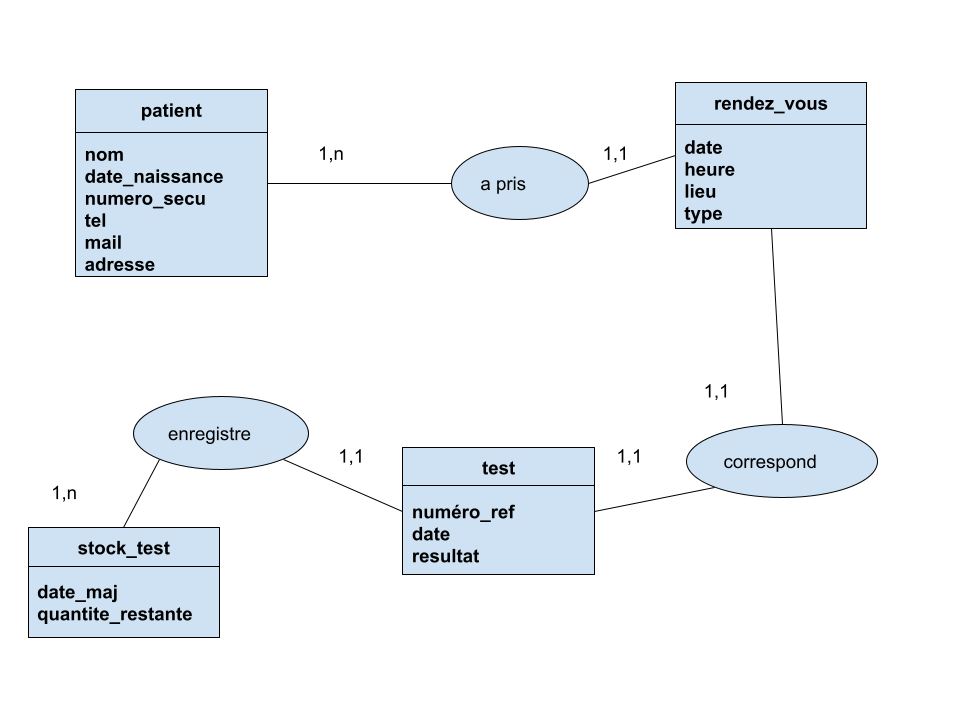 patient
nom
date_naissance
numero_secu
tel
mail
adresse
1,n
a pris
1,1
rendez_vous
date
heure
lieu
type
1,1
correspond
1,1
test
numéro_ref
date
resultat
1,1
enregistre
1,n
stock_test
date_maj
quantite_restante